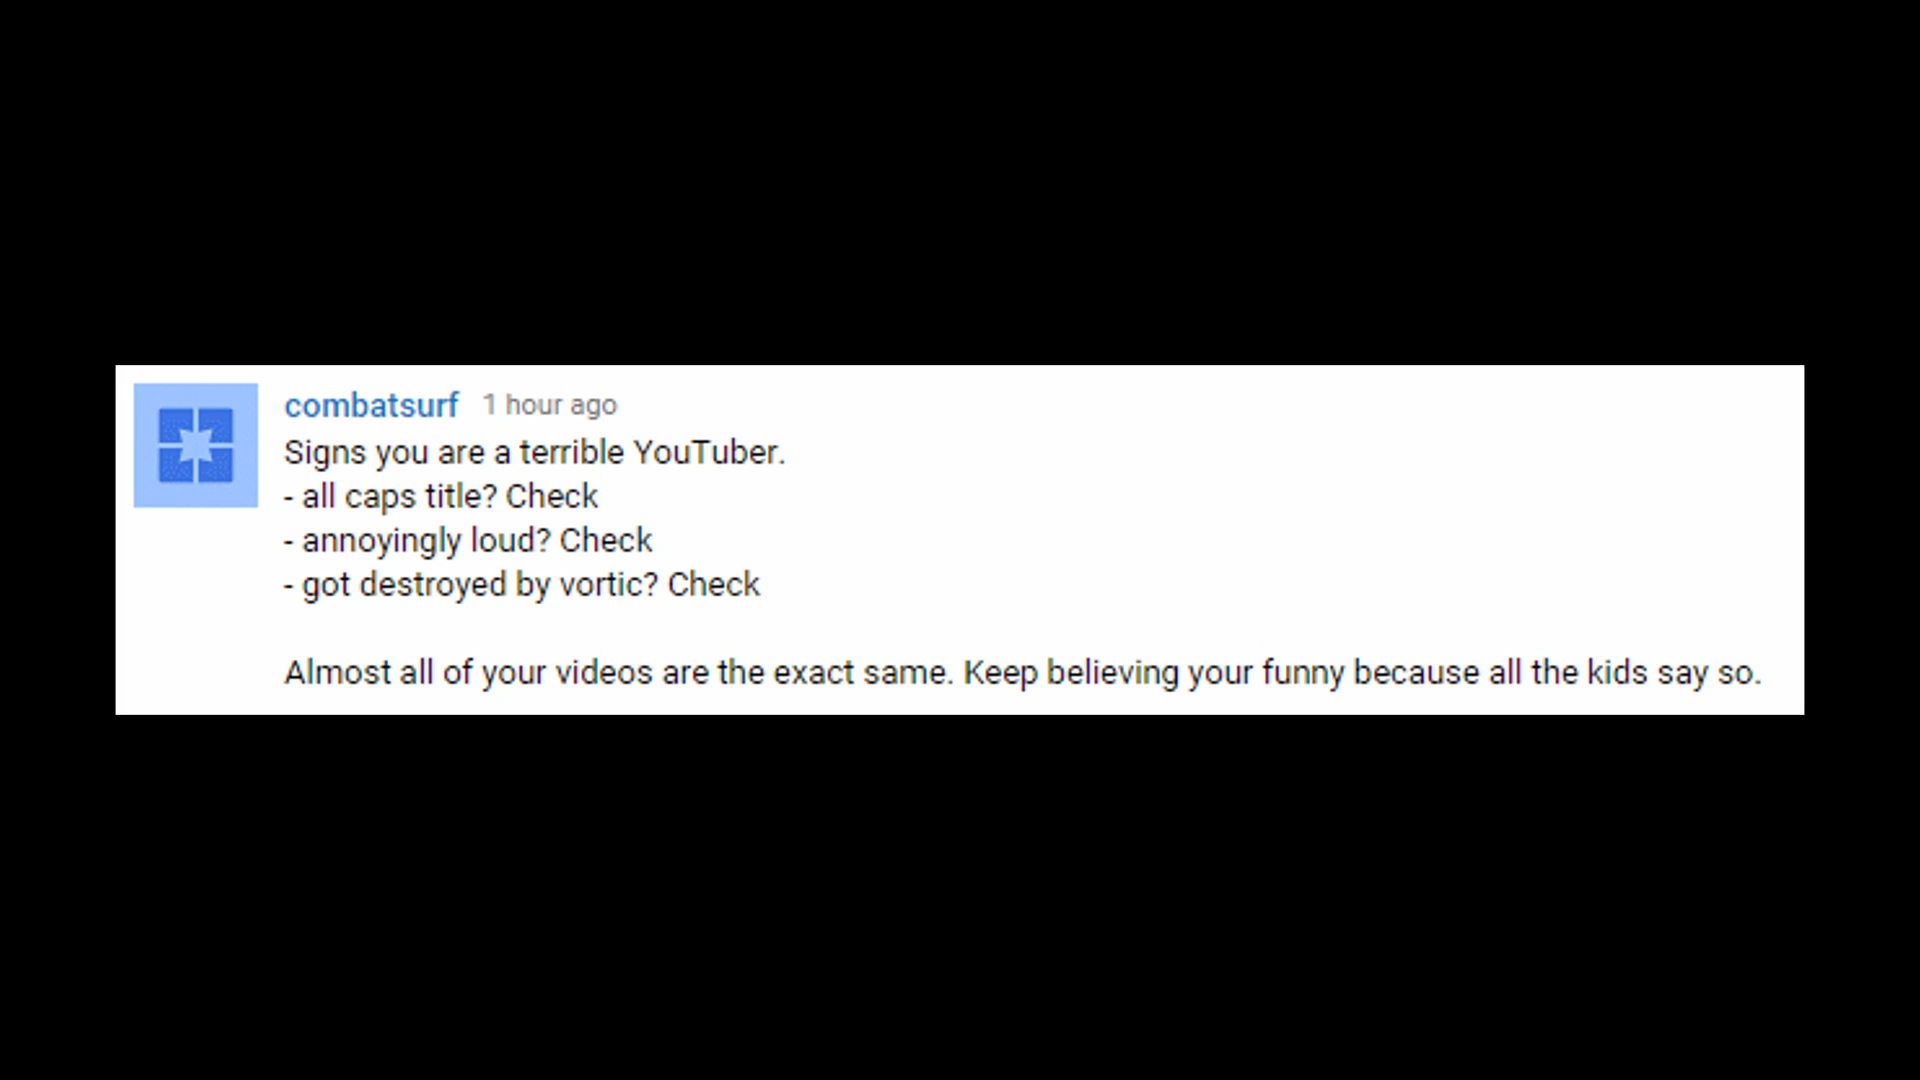 combatsurf 1 hour ago
Signs you are a terrible YouTuber.
- all caps title? Check
- annoyingly loud? Check
- got destroyed by vortic? Check
Almost all of your videos are the exact same. Keep believing your funny because all the kids say so.